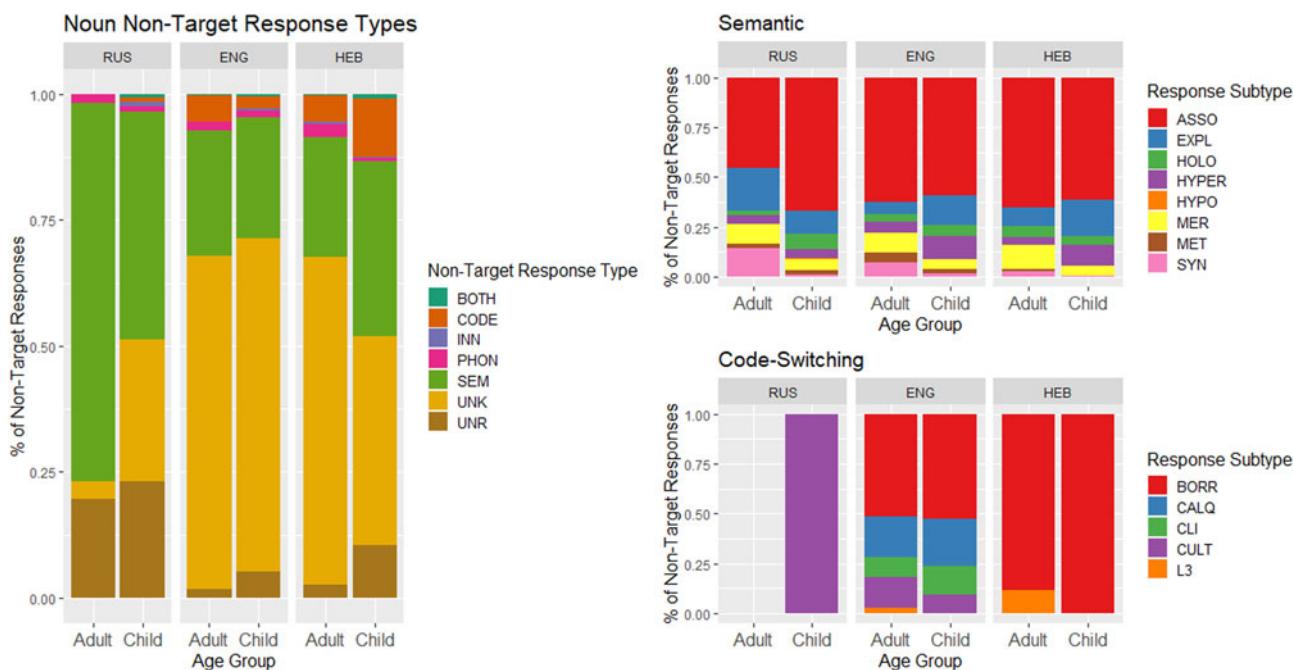 Noun Non-Target Response Types
RUS
ENG
HEB
% of Non-Target Responses
1.00
0.75
0.50
0.25
0.00
Adult Child
Adult Child
Adult Child
Age Group
Non-Target Response Type
BOTH
CODE
INN
PHON
SEM
UNK
UNR
Semantic
RUS
ENG
HEB
% of Non-Target Responses
1.00
0.75
0.50
0.25
0.00
Adult Child
Adult Child
Adult Child
Age Group
Response Subtype
ASSO
EXPL
HOLO
HYPER
HYPO
MER
MET
SYN
Code-Switching
RUS
ENG
HEB
% of Non-Target Responses
1.00
0.75
0.50
0.25
0.00
Adult Child
Adult Child
Adult Child
Age Group
Response Subtype
BORR
CALQ
CLI
CULT
L3